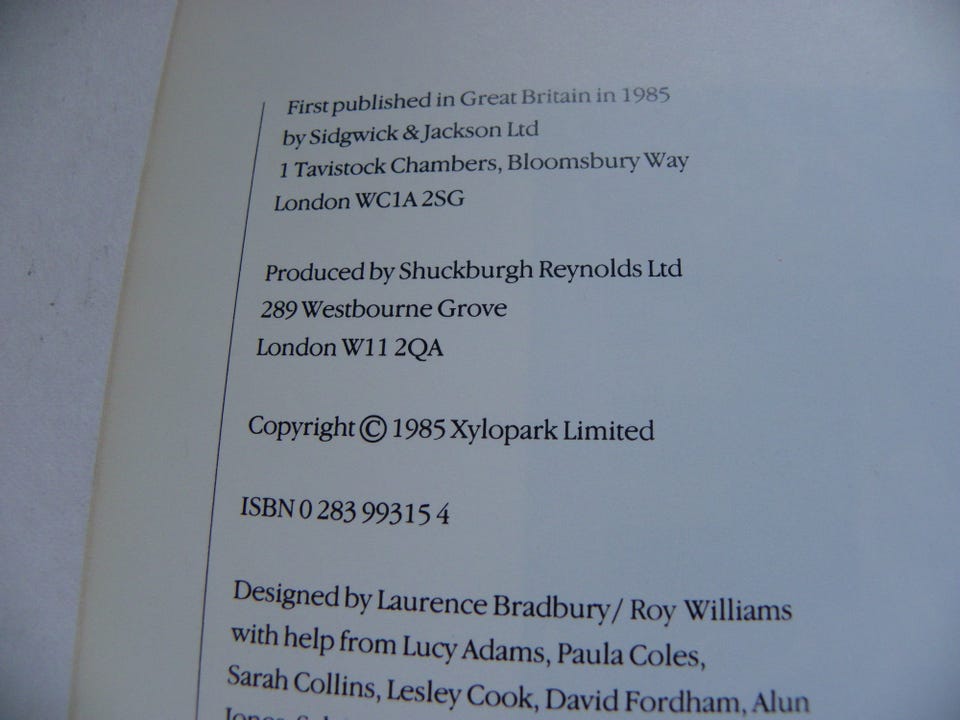 First published in Great Britain in 1985
by Sidgwick & Jackson Ltd
1 Tavistock Chambers, Bloomsbury Way
London WC1A 2SG
Produced by Shuckburgh Reynolds Ltd
289 Westbourne Grove
London W11 2QA
Copyright © 1985 Xylopark Limited
ISBN 0 283 99315 4
Designed by Laurence Bradbury/ Roy Williams
with help from Lucy Adams, Paula Coles,
Sarah Collins, Lesley Cook, David Fordham, Alun